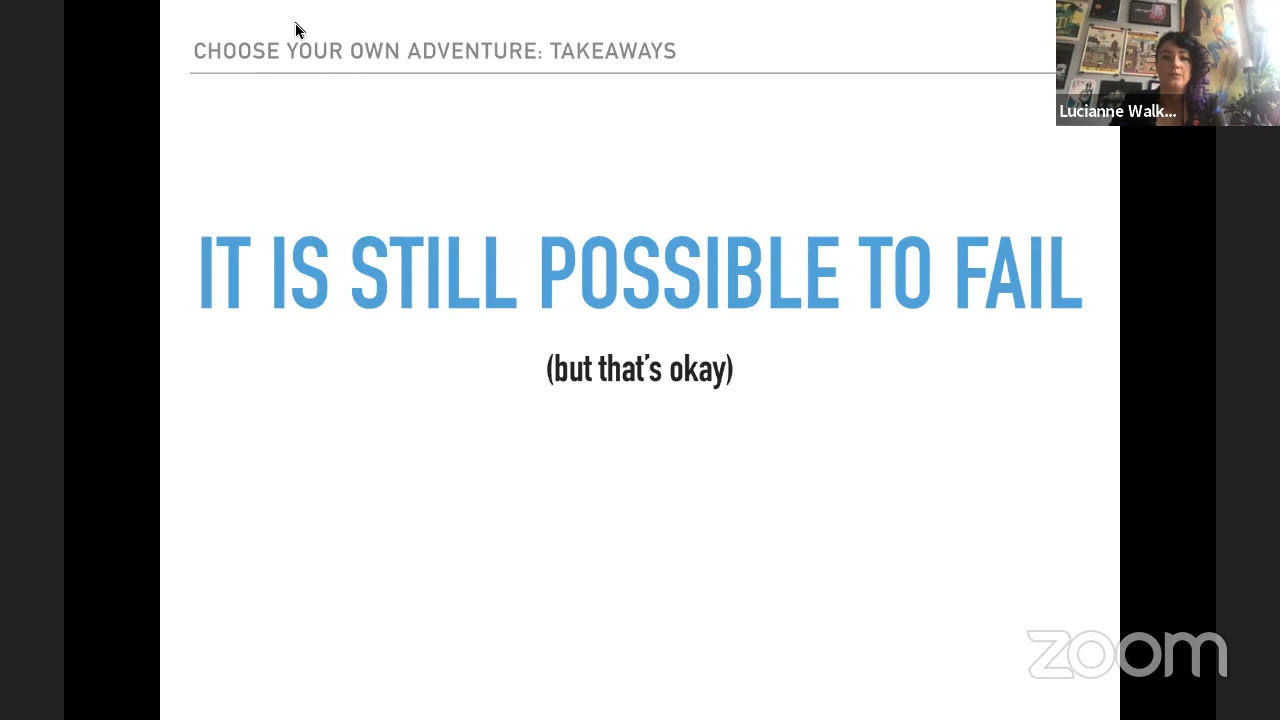 CHOOSE YOUR OWN ADVENTURE: TAKEAWAYS
Lucianne Walk...
IT IS STILL POSSIBLE TO FAIL
(but that's okay)
zoom